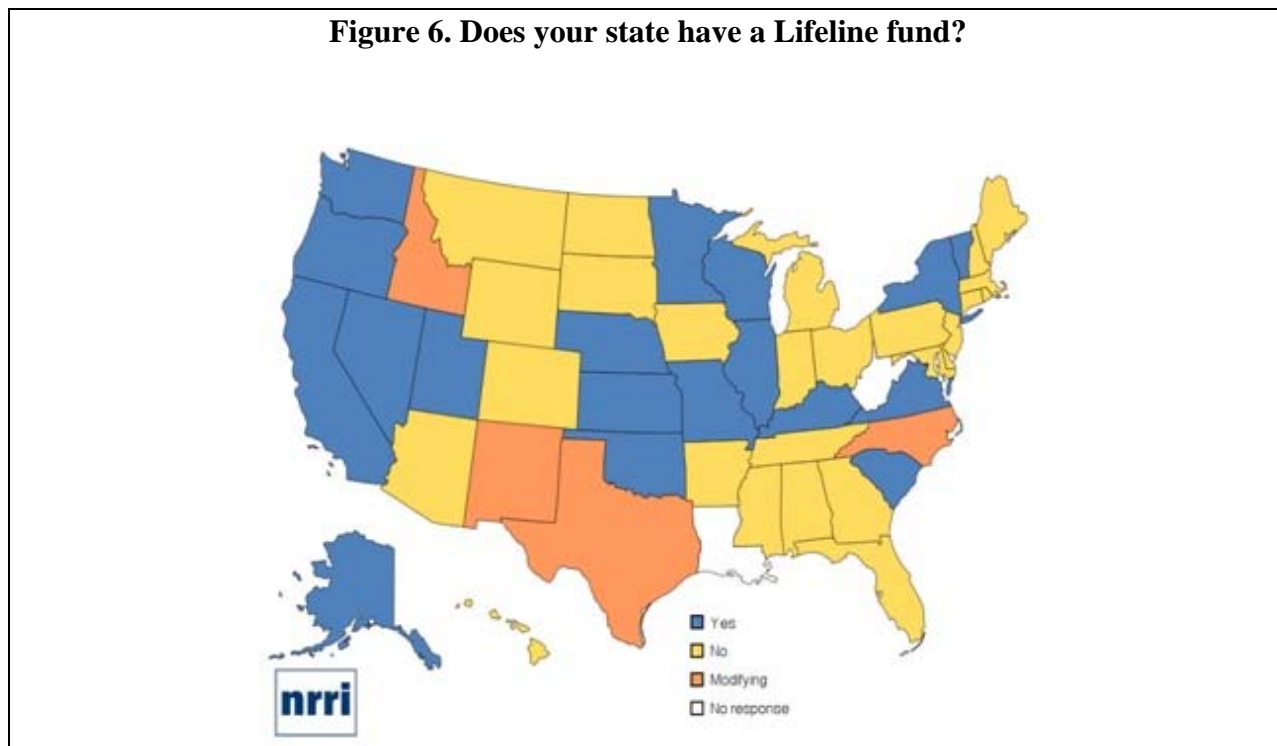 Figure 6. Does your state have a Lifeline fund?
Yes
No
Modifying
No response
nrri